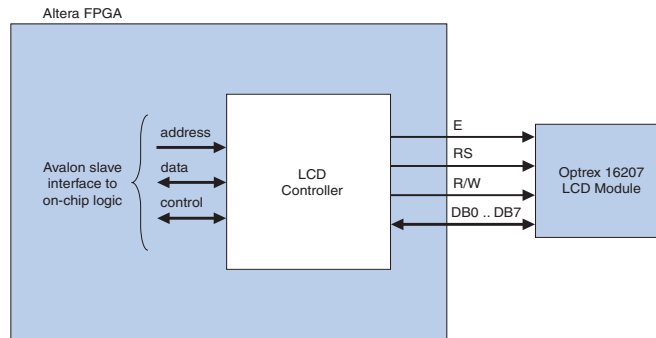 Altera FPGA
Avalon slave
interface to
on-chip logic
address
data
control
LCD
Controller
E
RS
R/W
DB0 .. DB7
Optrex 16207
LCD Module